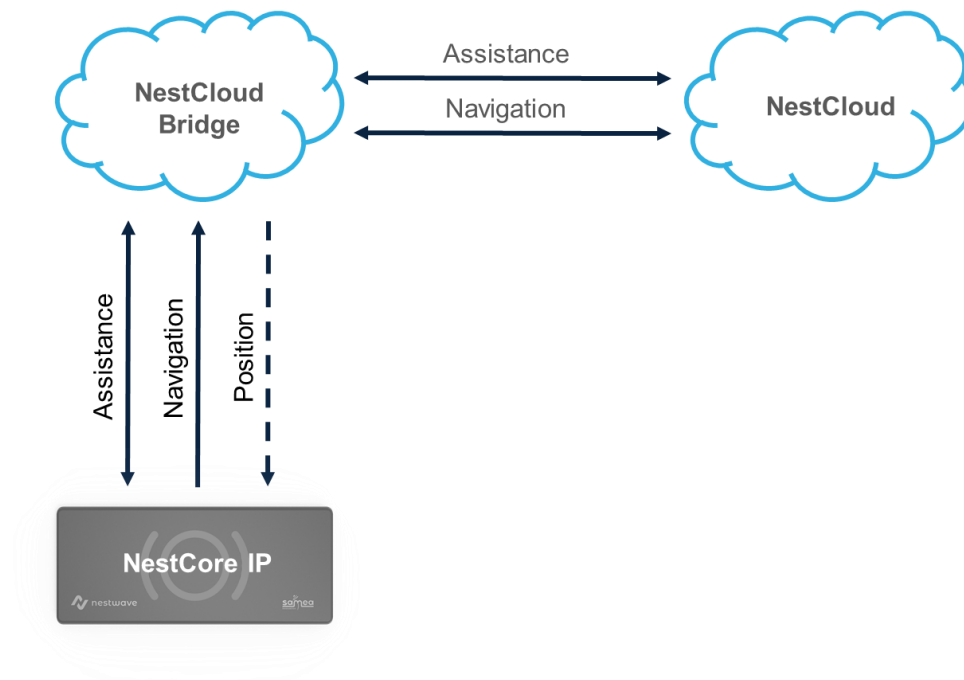 NestCloud
Bridge
Assistance
Navigation
NestCloud
Assistance
Navigation
Position
NestCore IP
nestwave
samea